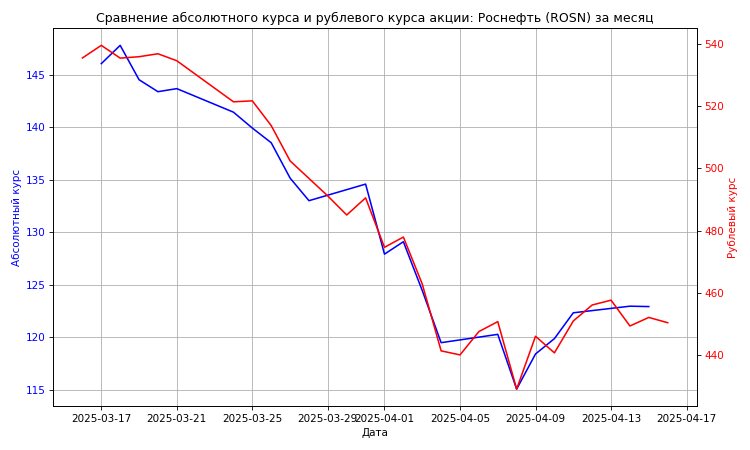 Сравнение абсолютного курса и рублевого курса акции: Роснефть (ROSN) за месяц
145
140
135
130
125
120
115
Абсолютный курс
540
520
500
480
460
440
Рублевый курс
2025-03-17 2025-03-21 2025-03-25 2025-03-29 2025-04-01 2025-04-05 2025-04-09 2025-04-13 2025-04-17
Дата